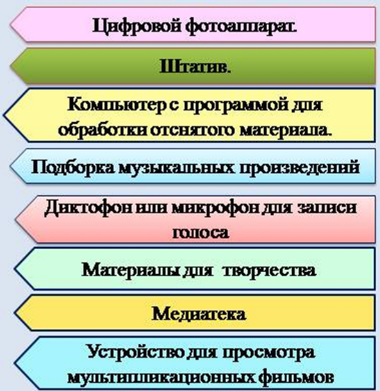 Цифровой фотоаппарат.
Штатив.
Компьютер с программой для
обработки отснятого материала.
Подборка музыкальных произведений
Диктофон или микрофон для записи
голоса
Материалы для творчества
Медиатека
Устройство для просмотра
мультипликационных фильмов